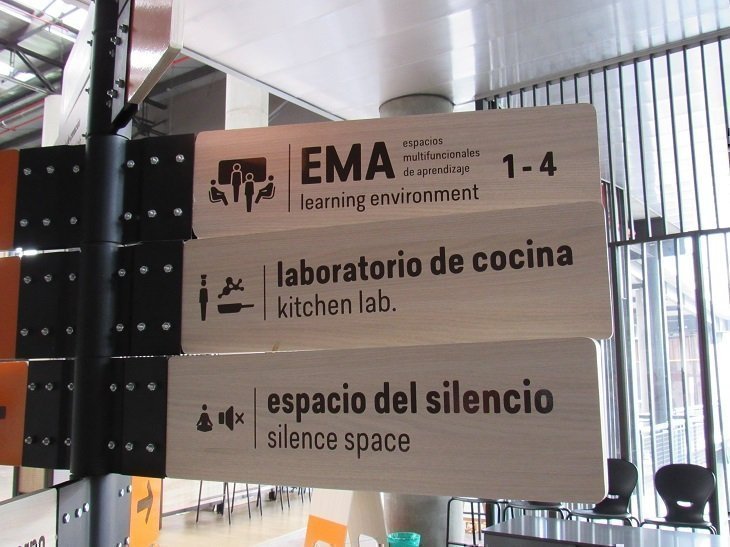 EMA espacios
multifuncionales
de aprendizaje 1 - 4
learning environment
laboratorio de cocina
kitchen lab.
espacio del silencio
silence space